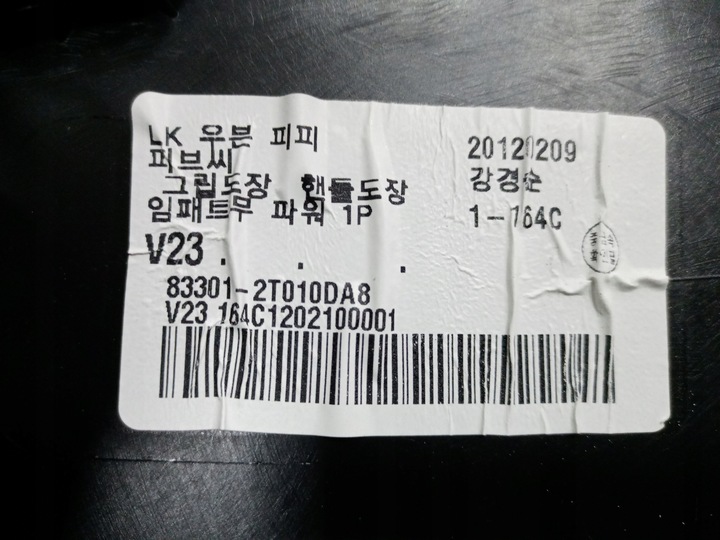 LK 우븐 피피
퍼브씨
그립도장 핸들도장
임패트무 파워 1P
20120209
강경순
1-164C
V23 . . .
83301-2T010DA8
V23 164C1202100001